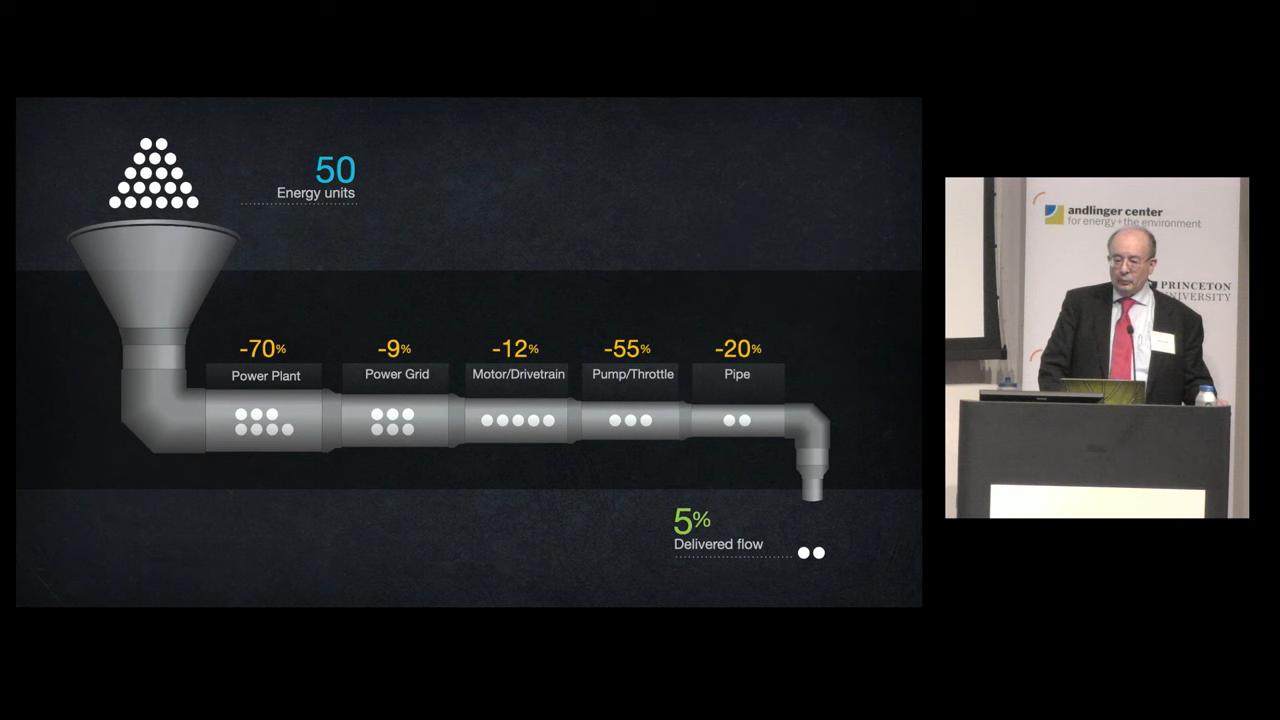 50
Energy units
-70%
-9%
-12%
-55%
-20%
Power Plant
Power Grid
Motor/Drivetrain
Pump/Throttle
Pipe
5%
Delivered flow
andlinger center
for energy+the environment
PRINCETON
UNIVERSITY